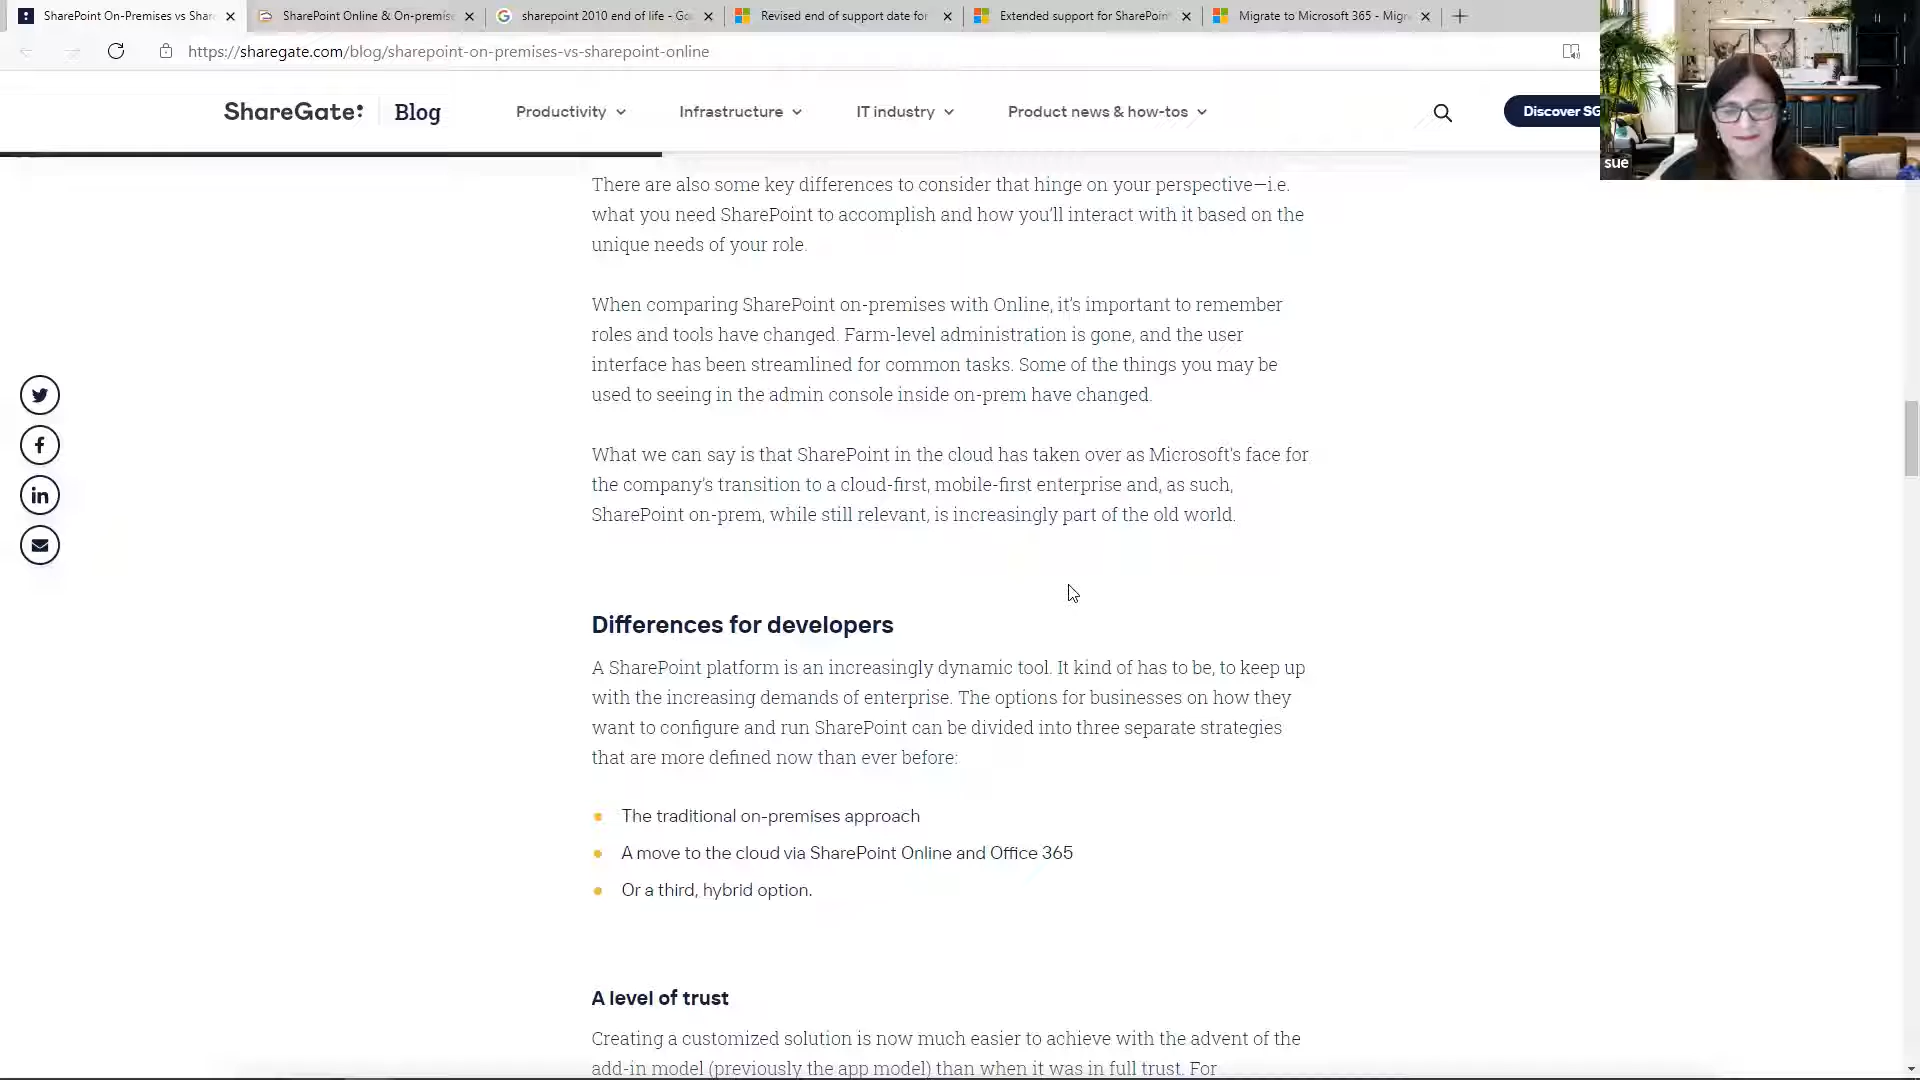 SharePoint On-Premises vs Shar
SharePoint Online & On-premise
sharepoint 2010 end of life - Go
Revised end of support date for
Extended support for SharePoin
Migrate to Microsoft 365 - Migr
https://sharegate.com/blog/sharepoint-on-premises-vs-sharepoint-online
ShareGate: Blog
Productivity
Infrastructure
IT industry
Product news & how-tos
Discover SG
sue
There are also some key differences to consider that hinge on your perspective—i.e.
what you need SharePoint to accomplish and how you'll interact with it based on the
unique needs of your role.
When comparing SharePoint on-premises with Online, it's important to remember
roles and tools have changed. Farm-level administration is gone, and the user
interface has been streamlined for common tasks. Some of the things you may be
used to seeing in the admin console inside on-prem have changed.
What we can say is that SharePoint in the cloud has taken over as Microsoft's face for
the company's transition to a cloud-first, mobile-first enterprise and, as such,
SharePoint on-prem, while still relevant, is increasingly part of the old world.
Differences for developers
A SharePoint platform is an increasingly dynamic tool. It kind of has to be, to keep up
with the increasing demands of enterprise. The options for businesses on how they
want to configure and run SharePoint can be divided into three separate strategies
that are more defined now than ever before:
The traditional on-premises approach
A move to the cloud via SharePoint Online and Office 365
Or a third, hybrid option.
A level of trust
Creating a customized solution is now much easier to achieve with the advent of the
add-in model (previously the app model) than when it was in full trust. For